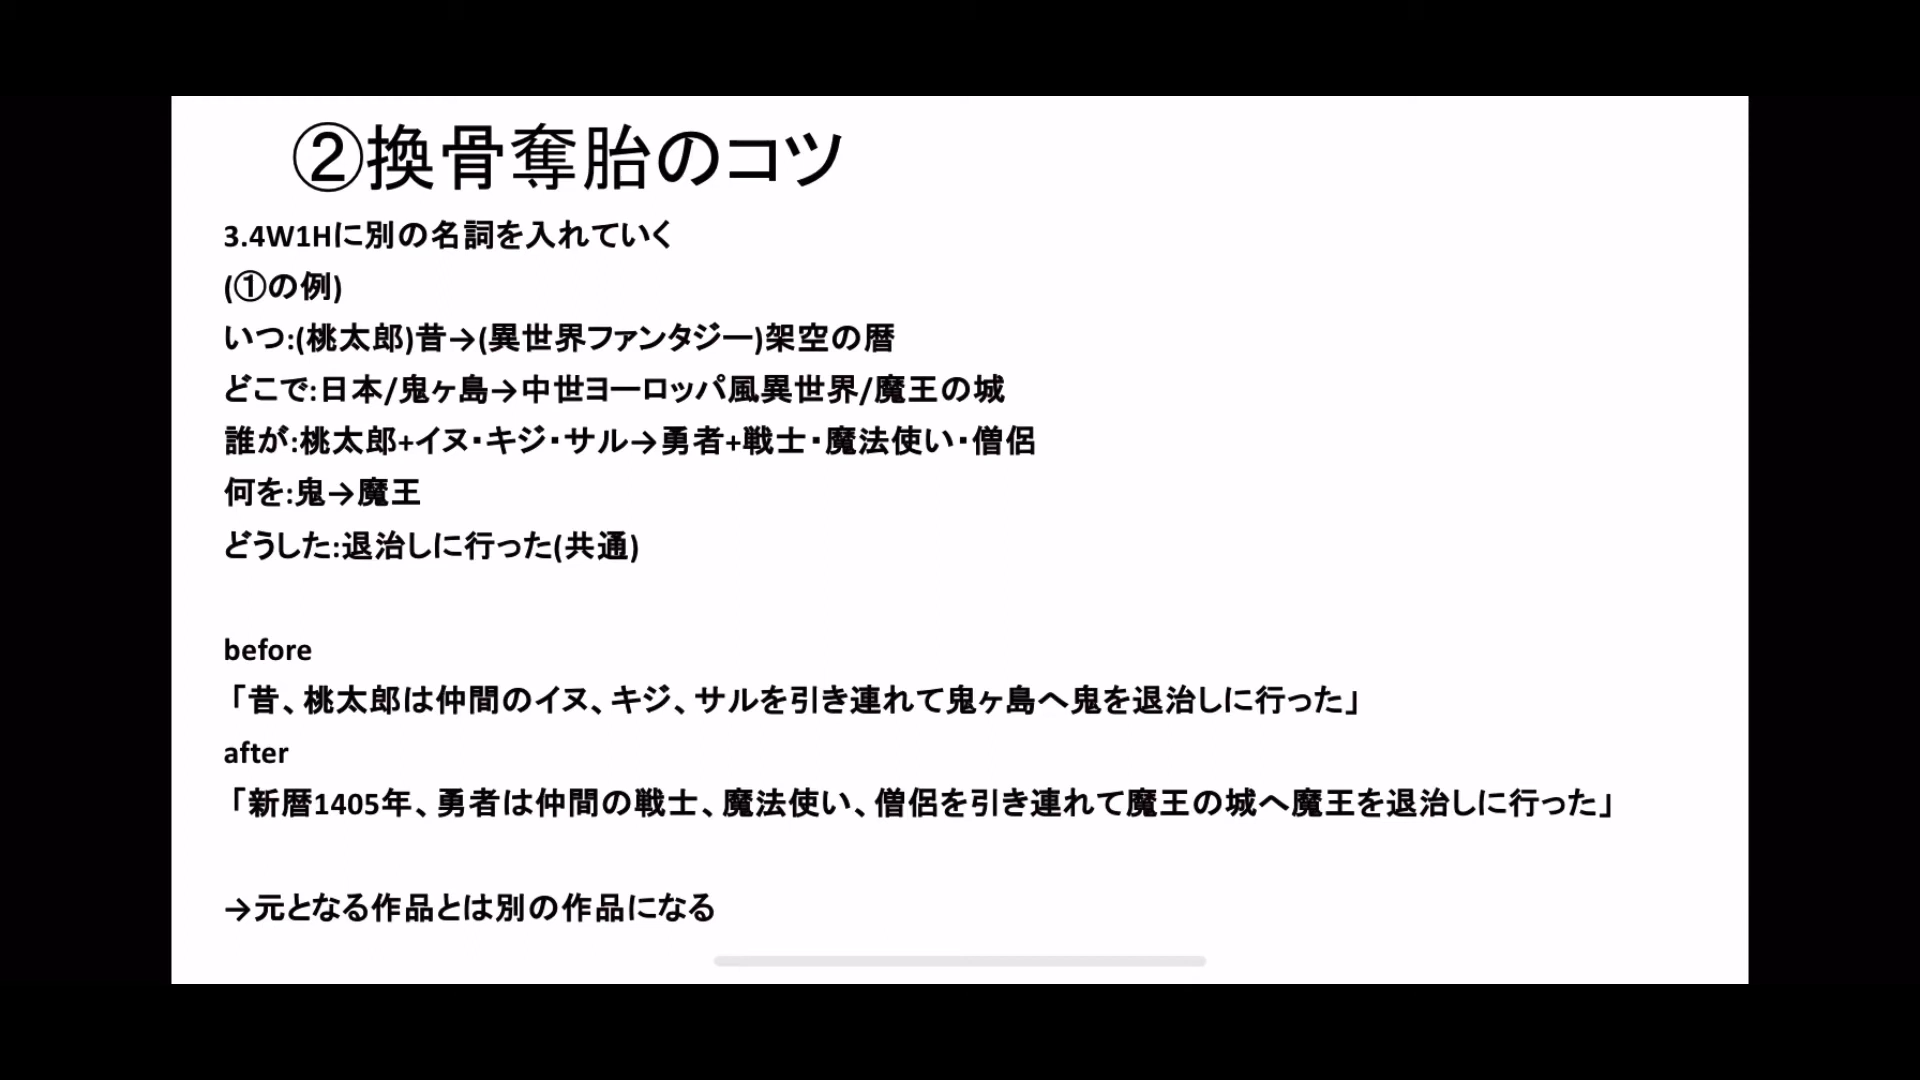 ②換骨奪胎のコツ
3.4W1Hに別の名詞を入れていく
(①の例)
いつ:(桃太郎)昔→(異世界ファンタジー)架空の暦
どこで:日本/鬼ヶ島→中世ヨーロッパ風異世界/魔王の城
誰が:桃太郎+イヌ・キジ・サル→勇者+戦士・魔法使い・僧侶
何を:鬼→魔王
どうした:退治しに行った(共通)
before
「昔、桃太郎は仲間のイヌ、キジ、サルを引き連れて鬼ヶ島へ鬼を退治しに行った」
after
「新暦1405年、勇者は仲間の戦士、魔法使い、僧侶を引き連れて魔王の城へ魔王を退治しに行った」
→元となる作品とは別の作品になる